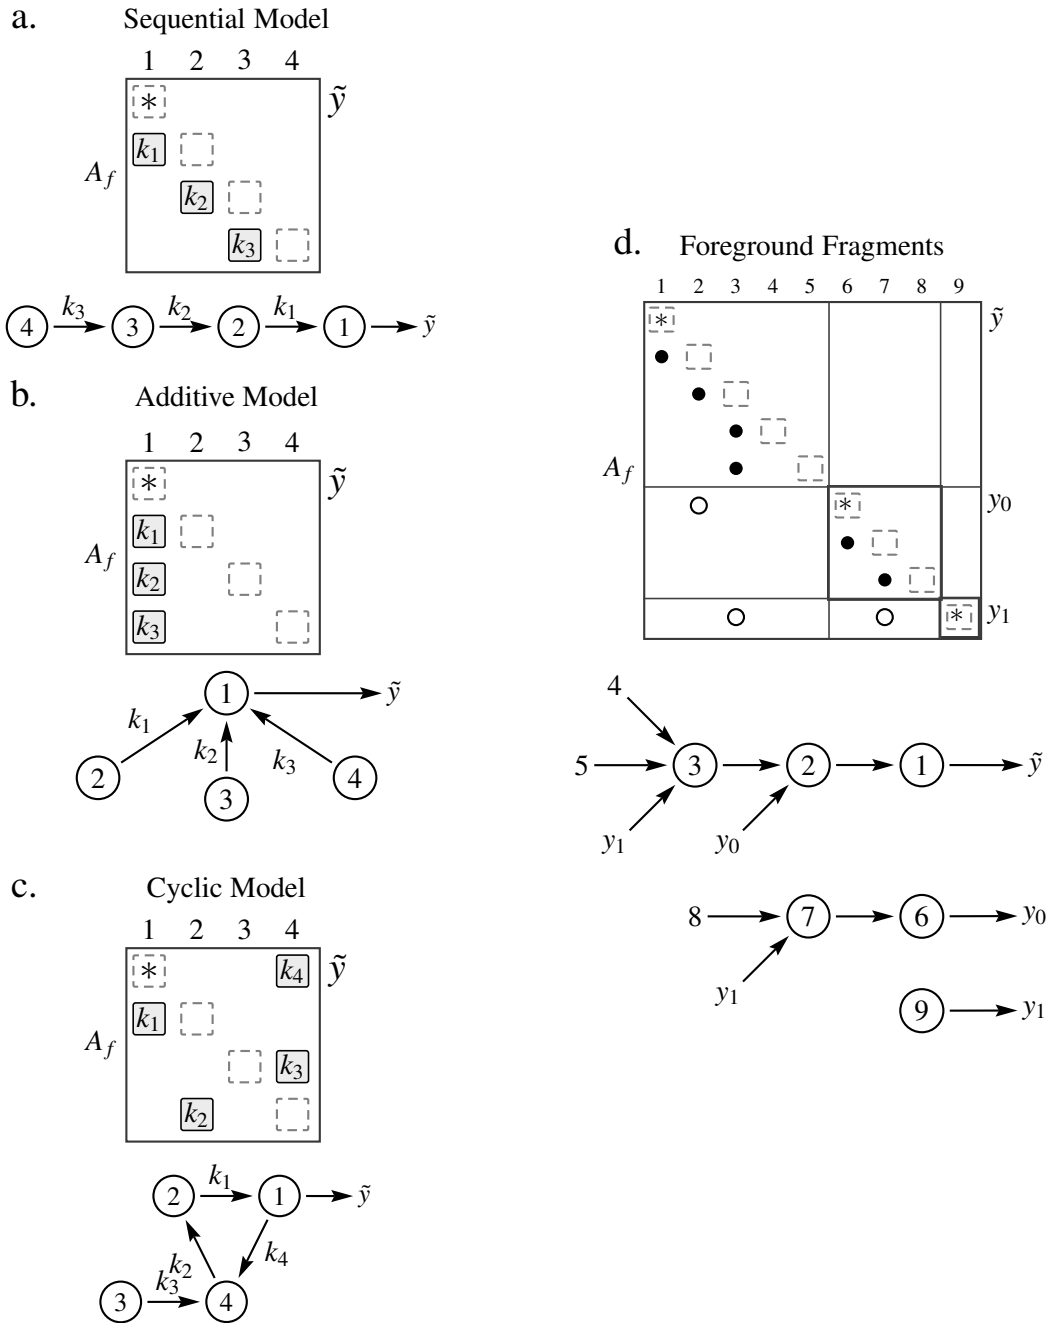 a.
Sequential Model
1 2 3 4
* ỹ
k₁
A_f
k₂
k₃
4 k₃ 3 k₂ 2 k₁ 1 ỹ
b.
Additive Model
1 2 3 4
* ỹ
k₁
A_f
k₂
k₃
1 ỹ
k₁ k₂ k₃
2 3 4
c.
Cyclic Model
1 2 3 4
* k₄ ỹ
k₁
A_f
k₃
k₂
2 k₁ 1 ỹ
k₂ k₄
3 k₃ 4
d.
Foreground Fragments
1 2 3 4 5 6 7 8 9
* ỹ
A_f
* y₀
* y₁
4
5 3 2 1 ỹ
y₁ y₀
8 7 6 y₀
y₁
9 y₁